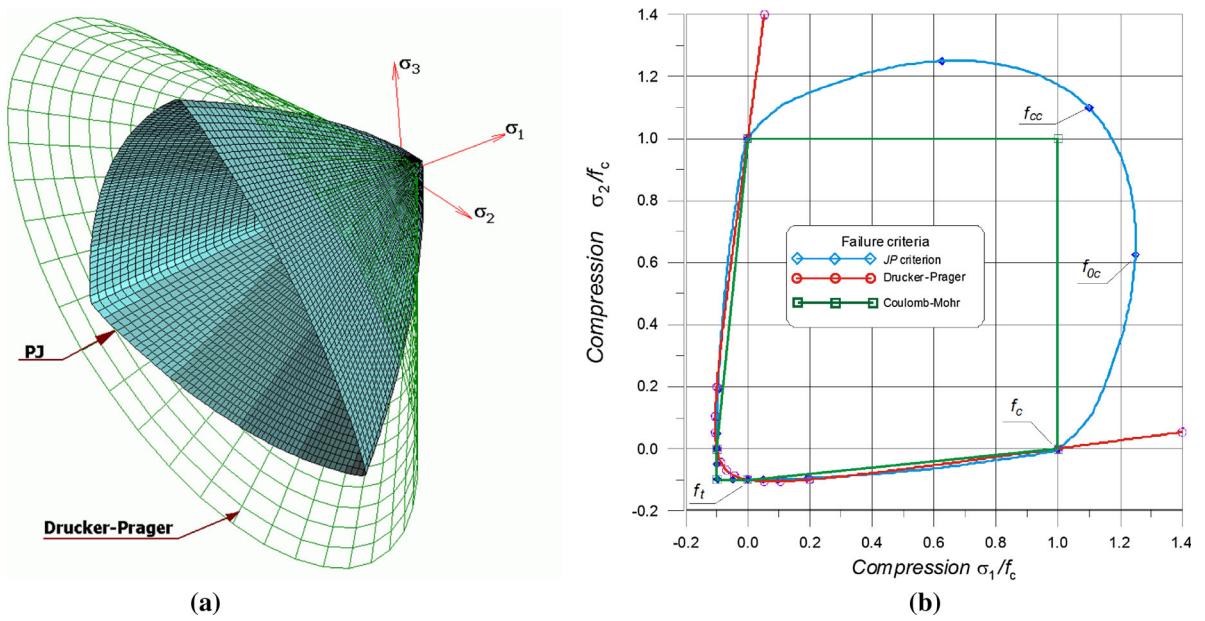 σ3
σ1
σ2
PJ
Drucker-Prager
(a)
Compression σ2/fc
1.4
1.2
1.0
0.8
0.6
0.4
0.2
0.0
-0.2
fcc
Failure criteria
JP criterion
Drucker-Prager
Coulomb-Mohr
f0c
fc
ft
-0.2 0.0 0.2 0.4 0.6 0.8 1.0 1.2 1.4
Compression σ1/fc
(b)